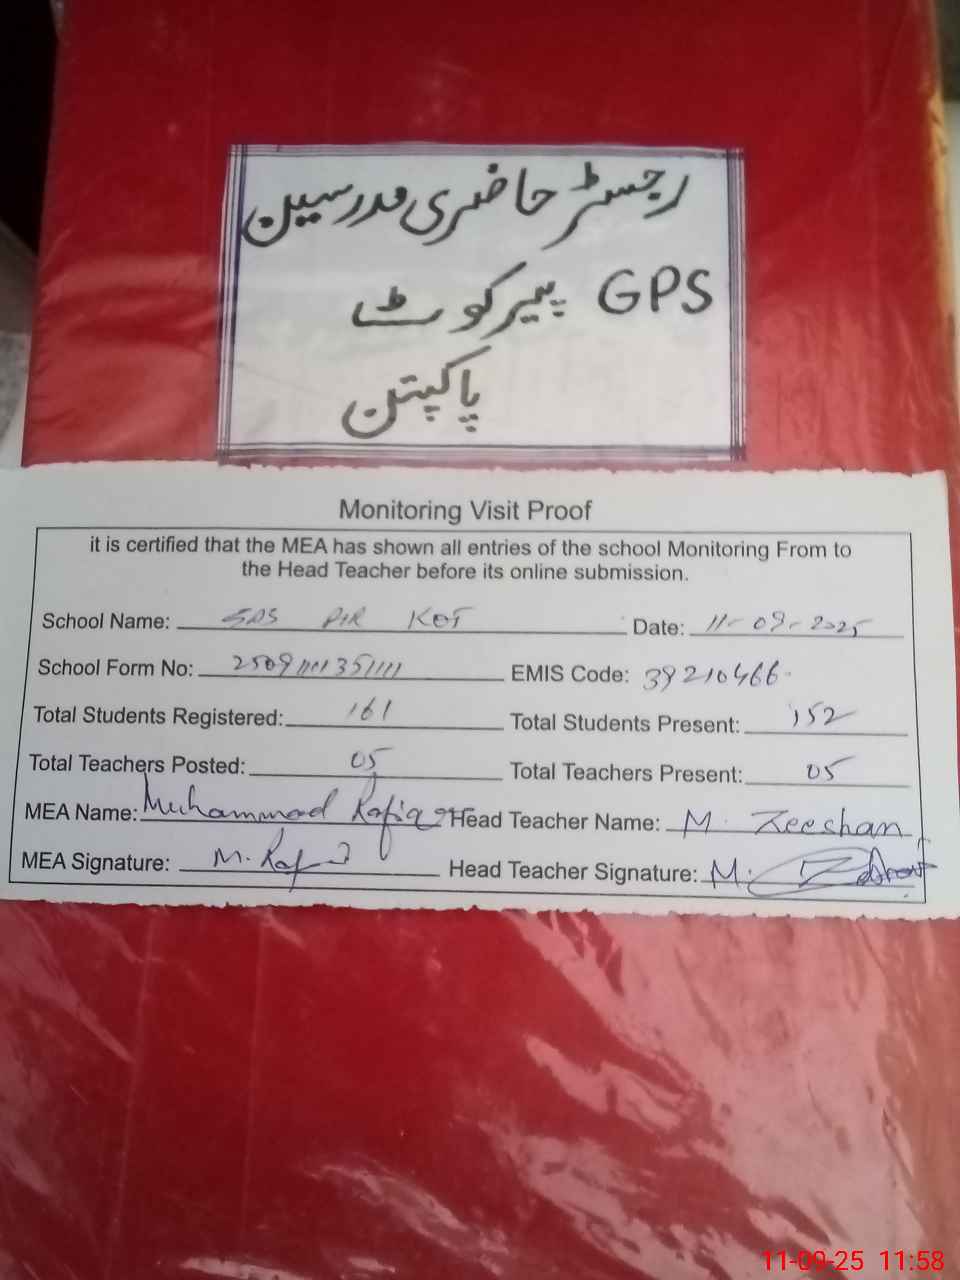 رجسٹر حاضری مدرسین
GPS پیر کوٹ
پاکپتن
Monitoring Visit Proof
it is certified that the MEA has shown all entries of the school Monitoring From to
the Head Teacher before its online submission.
School Name: GPS PIR KOT Date: 11-09-2025
School Form No: EMIS Code: 39210466
Total Students Registered: 161 Total Students Present: 152
Total Teachers Posted: 05 Total Teachers Present: 05
MEA Name: Muhammad Rafiq Head Teacher Name: M. Zeeshan
MEA Signature: M. Rafiq Head Teacher Signature: M. Zeeshan
11-09-25 11:58